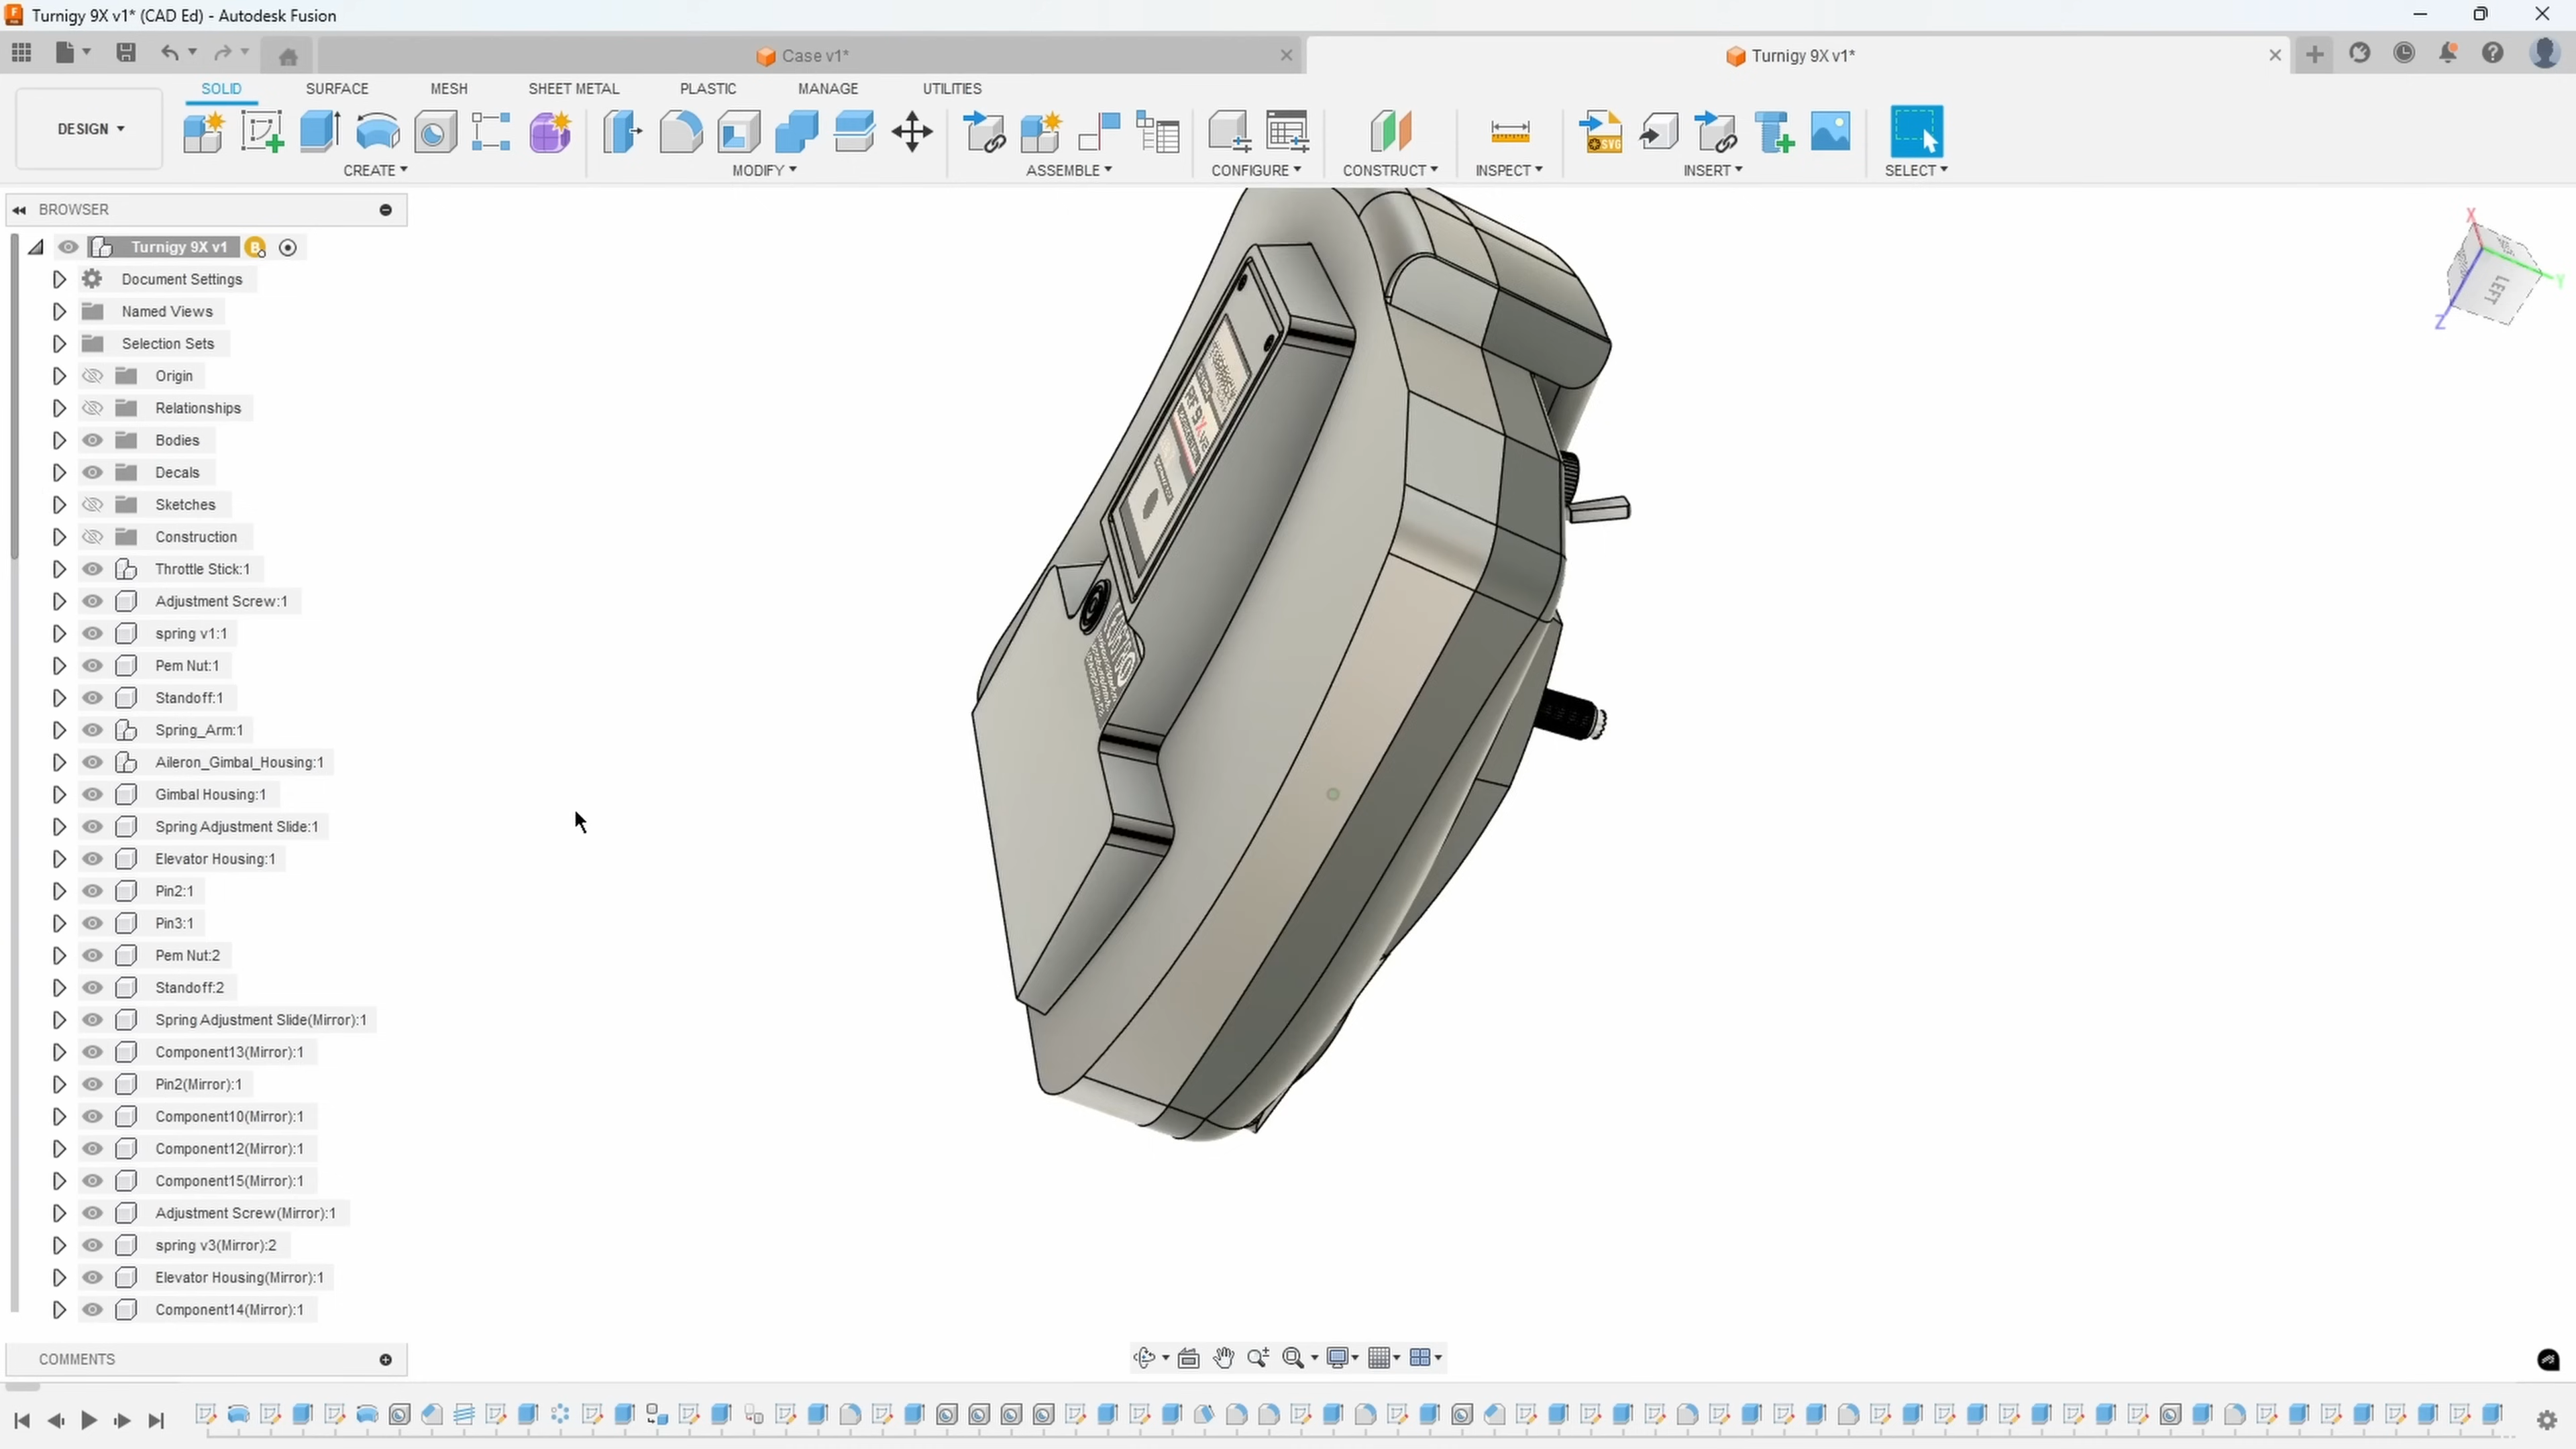 Turnigy 9X v1* (CAD Ed) - Autodesk Fusion
Case v1*
Turnigy 9X v1*
SOLID SURFACE MESH SHEET METAL PLASTIC MANAGE UTILITIES
DESIGN
CREATE MODIFY ASSEMBLE CONFIGURE CONSTRUCT INSPECT INSERT SELECT
SVG
BROWSER
Turnigy 9X v1
B
Document Settings
Named Views
Selection Sets
Origin
Relationships
Bodies
Decals
Sketches
Construction
Throttle Stick:1
Adjustment Screw:1
spring v1:1
Pem Nut:1
Standoff:1
Spring_Arm:1
Aileron_Gimbal_Housing:1
Gimbal Housing:1
Spring Adjustment Slide:1
Elevator Housing:1
Pin2:1
Pin3:1
Pem Nut:2
Standoff:2
Spring Adjustment Slide(Mirror):1
Component13(Mirror):1
Pin2(Mirror):1
Component10(Mirror):1
Component12(Mirror):1
Component15(Mirror):1
Adjustment Screw(Mirror):1
spring v3(Mirror):2
Elevator Housing(Mirror):1
Component14(Mirror):1
X
Y
Z
LEFT
COMMENTS